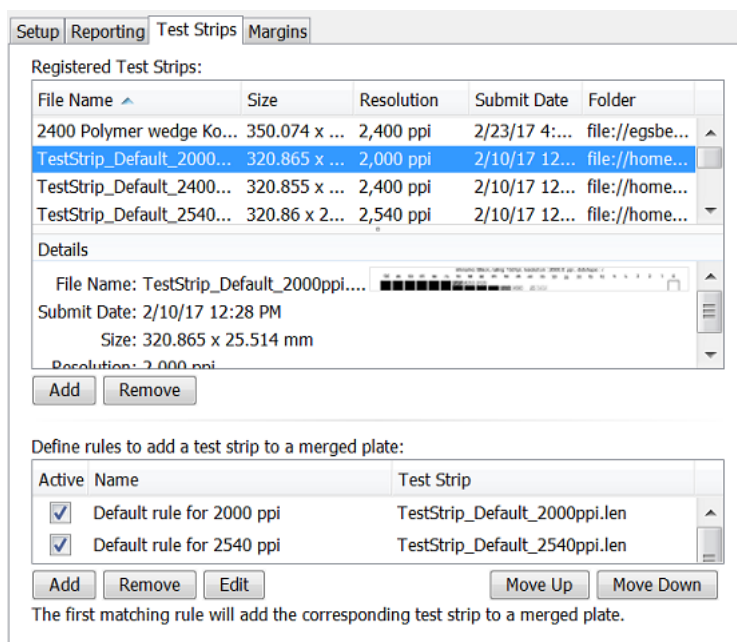 Setup Reporting Test Strips Margins
Registered Test Strips:
File Name Size Resolution Submit Date Folder
2400 Polymer wedge Ko... 350.074 x ... 2,400 ppi 2/23/17 4:... file://egsbe...
TestStrip_Default_2000... 320.865 x ... 2,000 ppi 2/10/17 12... file://home...
TestStrip_Default_2400... 320.855 x ... 2,400 ppi 2/10/17 12... file://home...
TestStrip_Default_2540... 320.86 x 2... 2,540 ppi 2/10/17 12... file://home...
Details
File Name: TestStrip_Default_2000ppi....
Submit Date: 2/10/17 12:28 PM
Size: 320.865 x 25.514 mm
Resolution: 2,000 ppi
Add Remove
Define rules to add a test strip to a merged plate:
Active Name Test Strip
Default rule for 2000 ppi TestStrip_Default_2000ppi.len
Default rule for 2540 ppi TestStrip_Default_2540ppi.len
Add Remove Edit Move Up Move Down
The first matching rule will add the corresponding test strip to a merged plate.